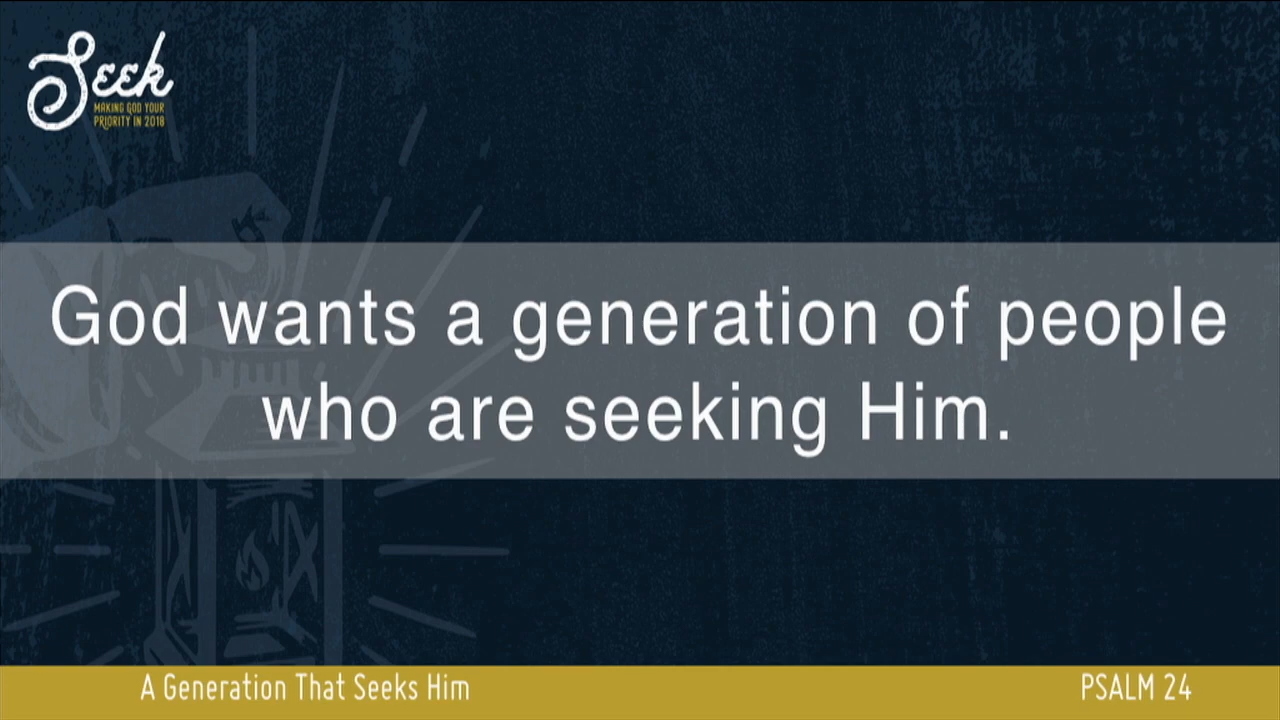 Seek
MAKING GOD YOUR
PRIORITY IN 2018
God wants a generation of people
who are seeking Him.
A Generation That Seeks Him
PSALM 24